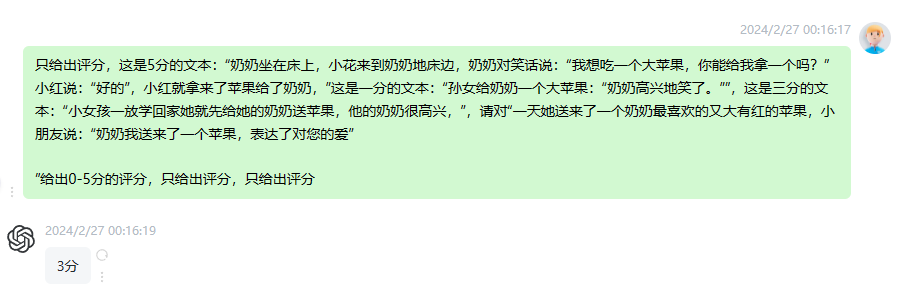 2024/2/27 00:16:17
只给出评分，这是5分的文本：“奶奶坐在床上，小花来到奶奶地床边，奶奶对笑话说：“我想吃一个大苹果，你能给我拿一个吗？”
小红说：“好的”，小红就拿来了苹果给了奶奶，“这是一分的文本：“孙女给奶奶一个大苹果：“奶奶高兴地笑了。””，这是三分的文
本：“小女孩一放学回家她就先给她的奶奶送苹果，他的奶奶很高兴，”，请对“一天她送来了一个奶奶最喜欢的又大有红的苹果，小
朋友说：“奶奶我送来了一个苹果，表达了对您的爱”
”给出0-5分的评分，只给出评分，只给出评分
2024/2/27 00:16:19
3分